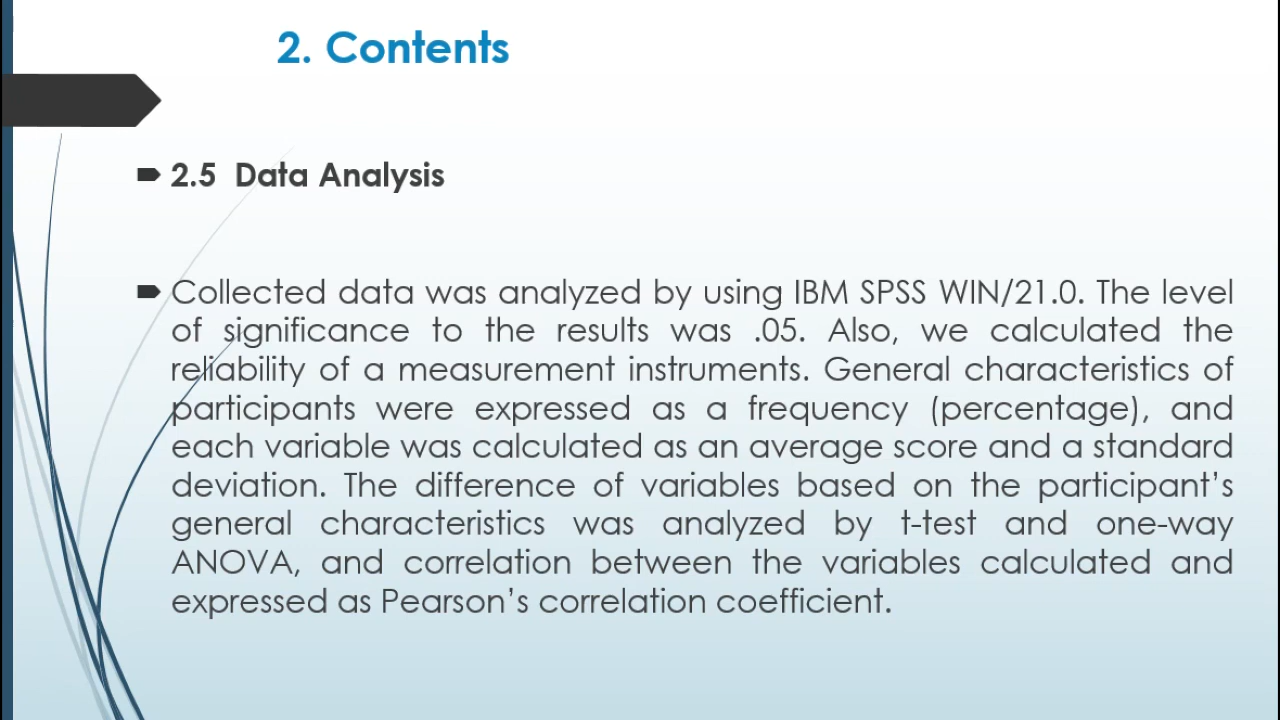 2. Contents
2.5 Data Analysis
Collected data was analyzed by using IBM SPSS WIN/21.0. The level
of significance to the results was .05. Also, we calculated the
reliability of a measurement instruments. General characteristics of
participants were expressed as a frequency (percentage), and
each variable was calculated as an average score and a standard
deviation. The difference of variables based on the participant’s
general characteristics was analyzed by t-test and one-way
ANOVA, and correlation between the variables calculated and
expressed as Pearson’s correlation coefficient.